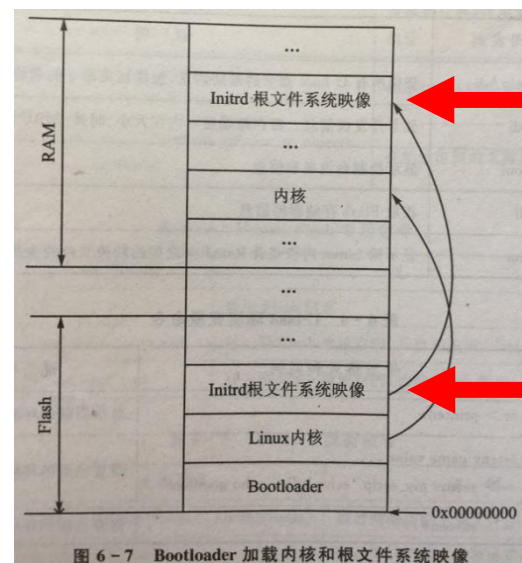 ...
Initrd 根文件系统映像
...
RAM
内核
...
...
...
Initrd根文件系统映像
Flash
Linux内核
Bootloader
0x00000000
图 6-7 Bootloader 加载内核和根文件系统映像